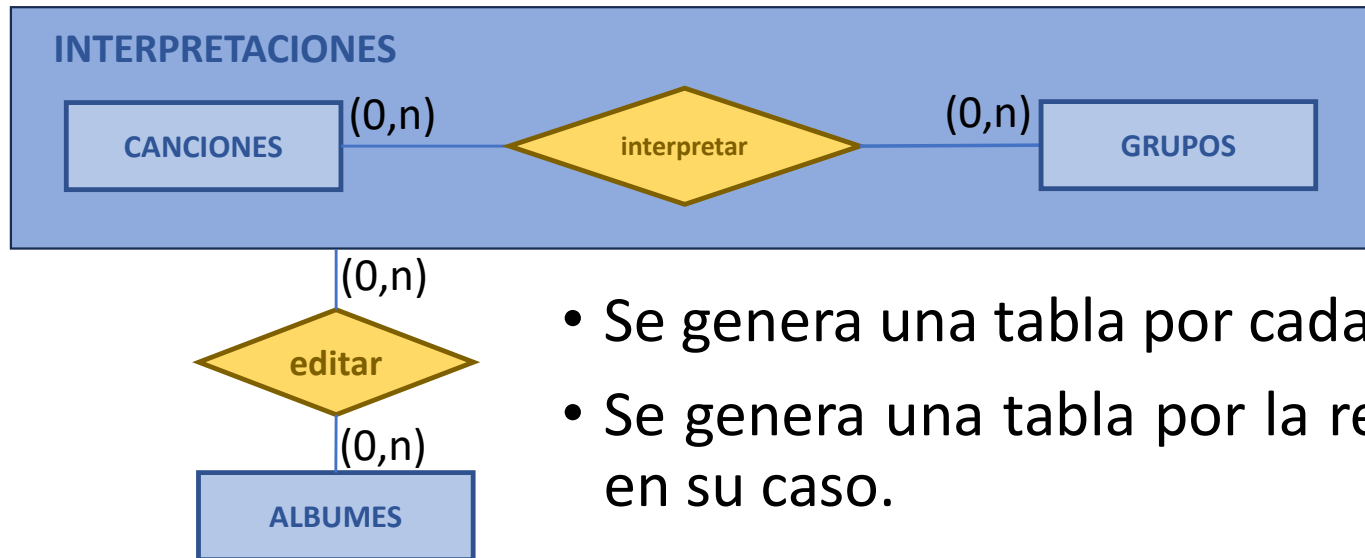 INTERPRETACIONES
CANCIONES
(0,n)
interpretar
(0,n)
GRUPOS
(0,n)
editar
(0,n)
ALBUMES
• Se genera una tabla por cada
• Se genera una tabla por la re
en su caso.